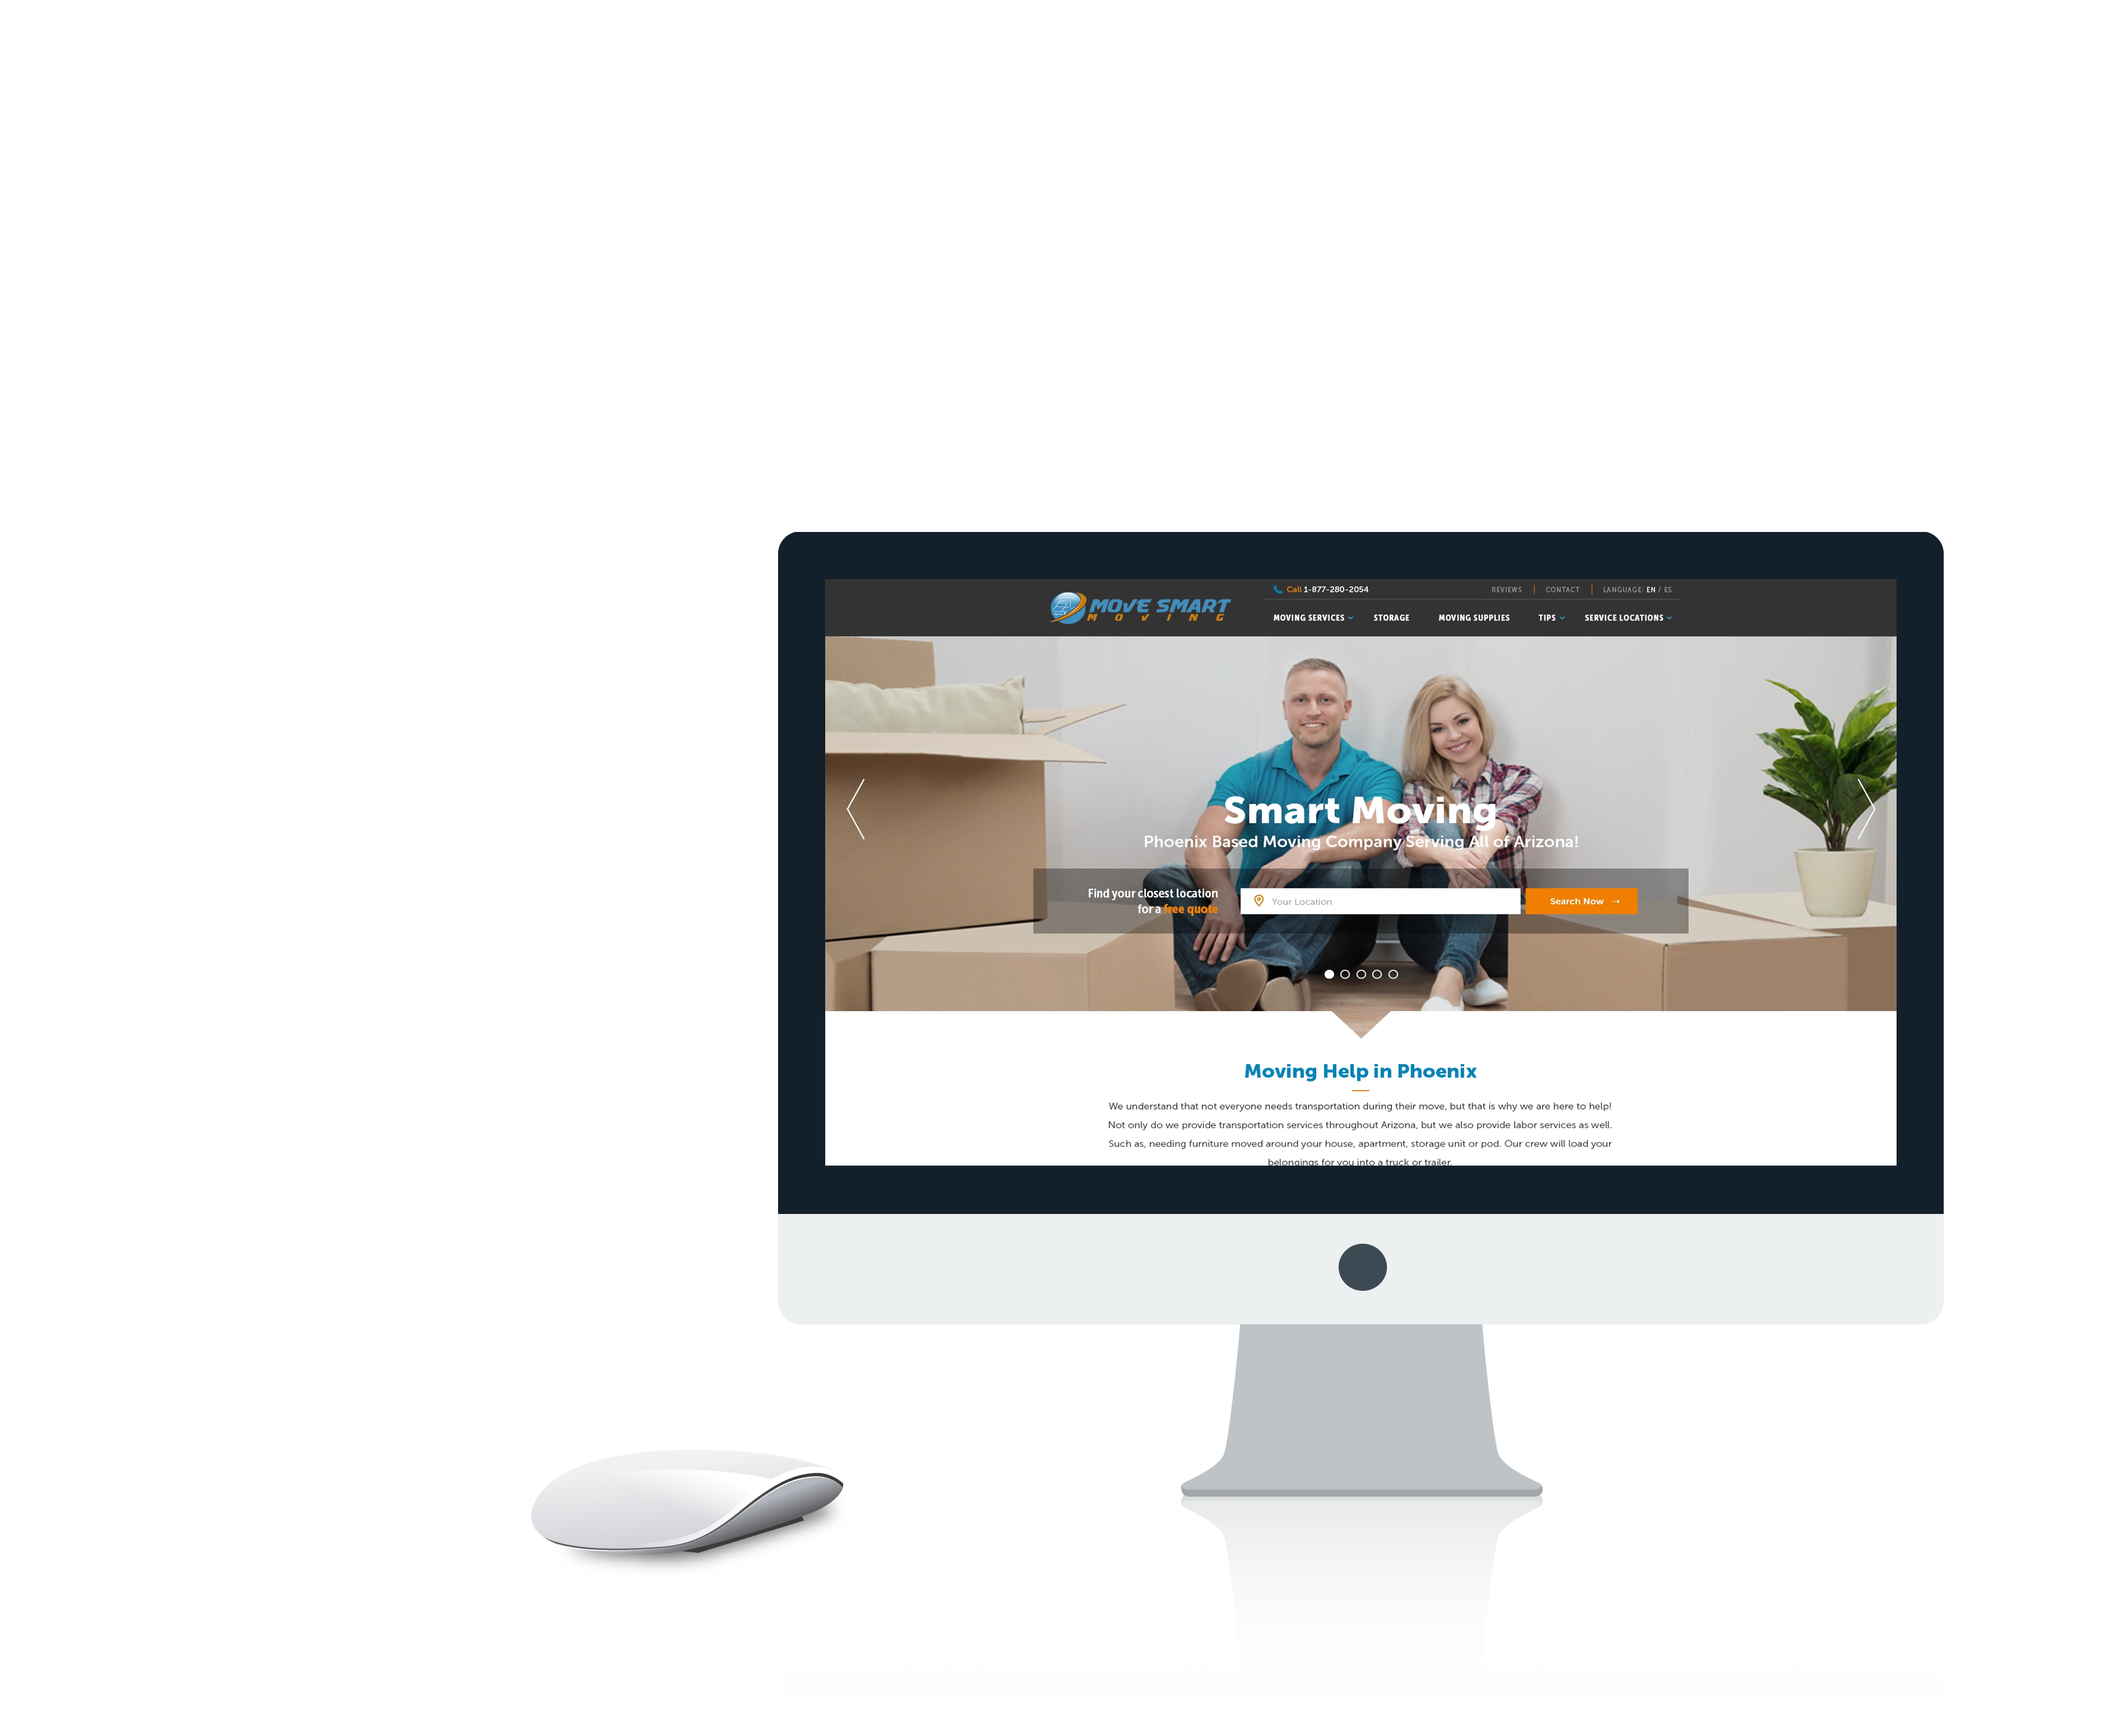 MOVE SMART
MOVING
Call 1-877-280-2054
REVIEWS
CONTACT
LANGUAGE: EN / ES
MOVING SERVICES
STORAGE
MOVING SUPPLIES
TIPS
SERVICE LOCATIONS
Smart Moving
Phoenix Based Moving Company Serving All of Arizona!
Find your closest location
for a free quote
Your Location
Search Now
Moving Help in Phoenix
We understand that not everyone needs transportation during their move, but that is why we are here to help!
Not only do we provide transportation services throughout Arizona, but we also provide labor services as well.
Such as, needing furniture moved around your house, apartment, storage unit or pod. Our crew will load your
belongings for you into a truck or trailer.